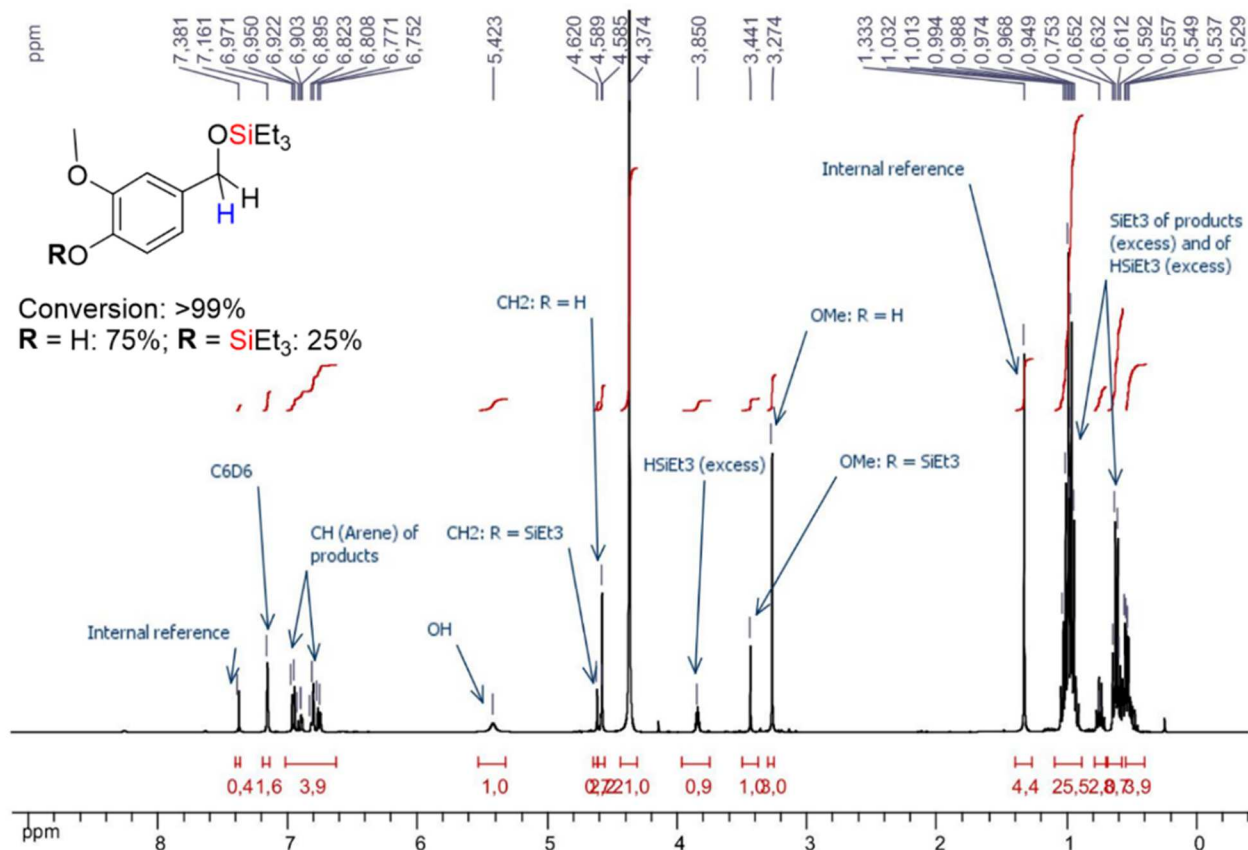 ppm
7,381
7,161
6,971
6,950
6,922
6,903
6,895
6,823
6,808
6,771
6,752
5,423
4,620
4,589
4,585
4,374
3,850
3,441
3,274
1,333
1,032
1,013
0,994
0,988
0,974
0,968
0,949
0,753
0,652
0,632
0,612
0,592
0,557
0,549
0,537
0,529
OSiEt3
O
H
H
RO
Conversion: >99%
R = H: 75%; R = SiEt3: 25%
Internal reference
SiEt3 of products
(excess) and of
HSiEt3 (excess)
CH2: R = H
OMe: R = H
C6D6
HSiEt3 (excess)
OMe: R = SiEt3
CH (Arene) of
products
CH2: R = SiEt3
Internal reference
OH
0,4 1,6 3,9 1,0 21,0 0,9 1,0 3,0 4,4 25,5 3,9
ppm 8 7 6 5 4 3 2 1 0